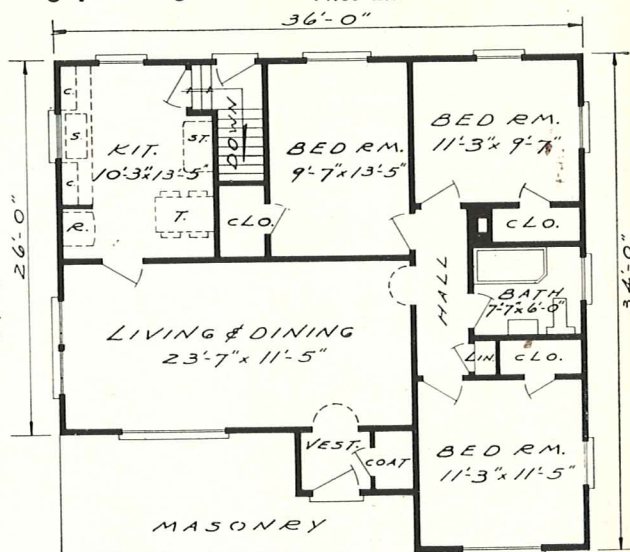 36'-0"
26'-0"
34'-0"
C.
S.
C.
R.
KIT.
10'-3"x13'-5"
ST.
T.
DOWN
BED RM.
9'-7"x13'-5"
BED RM.
11'-3"x 9'-7"
CLO.
CLO.
HALL
BATH
7'-7"x6'-0"
LIN.
CLO.
LIVING & DINING
23'-7"x 11'-5"
VEST.
COAT
BED RM.
11'-3"x 11'-5"
MASONRY